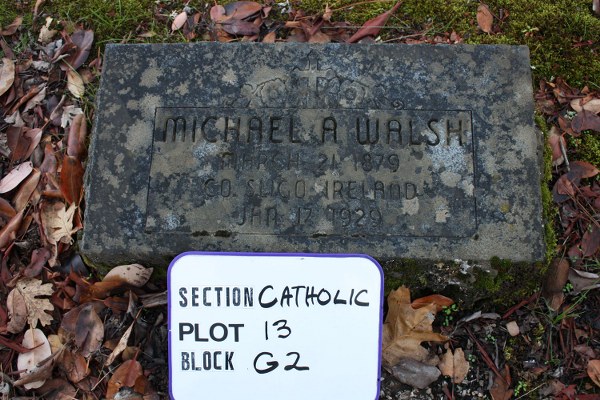 MICHAEL A WALSH
MARCH 21 1879
CO. SLIGO IRELAND
JAN 17 1929
SECTION CATHOLIC
PLOT 13
BLOCK G2